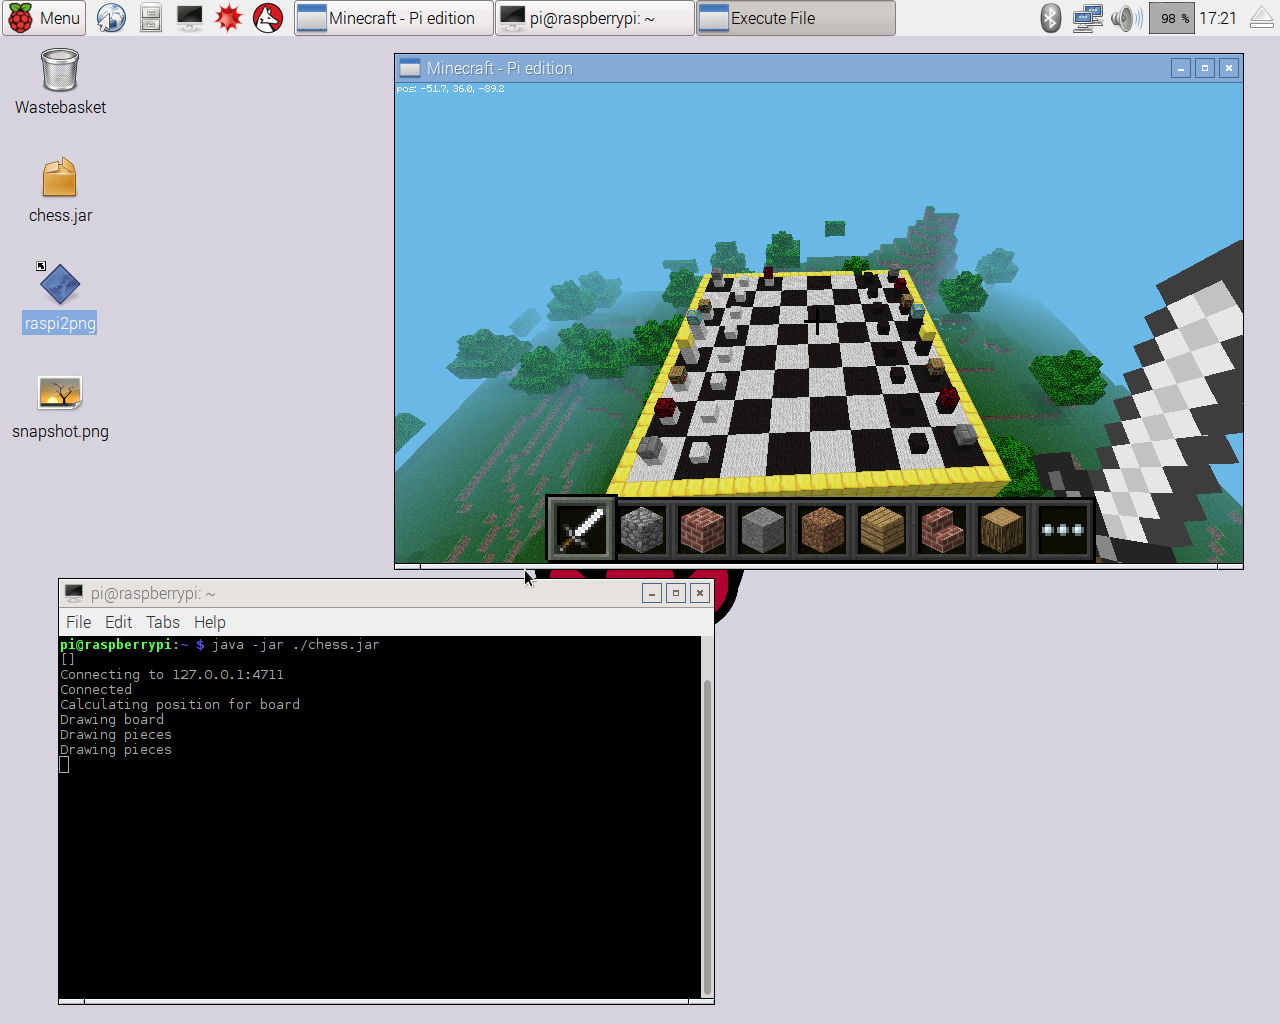 Menu
Minecraft - Pi edition
pi@raspberrypi: ~
Execute File
98 %
17:21
Wastebasket
chess.jar
raspi2png
snapshot.png
Minecraft - Pi edition
pos: -51.7, 36.0, -89.2
pi@raspberrypi: ~
File Edit Tabs Help
pi@raspberrypi:~ $ java -jar ./chess.jar
[]
Connecting to 127.0.0.1:4711
Connected
Calculating position for board
Drawing board
Drawing pieces
Drawing pieces